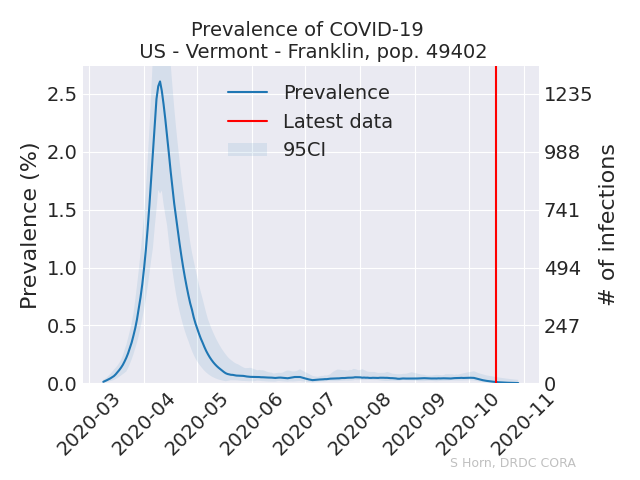 Prevalence of COVID-19
US - Vermont - Franklin, pop. 49402
Prevalence
Latest data
95CI
Prevalence (%)
2.5
2.0
1.5
1.0
0.5
0.0
# of infections
1235
988
741
494
247
0
2020-03
2020-04
2020-05
2020-06
2020-07
2020-08
2020-09
2020-10
2020-11
S Horn, DRDC CORA